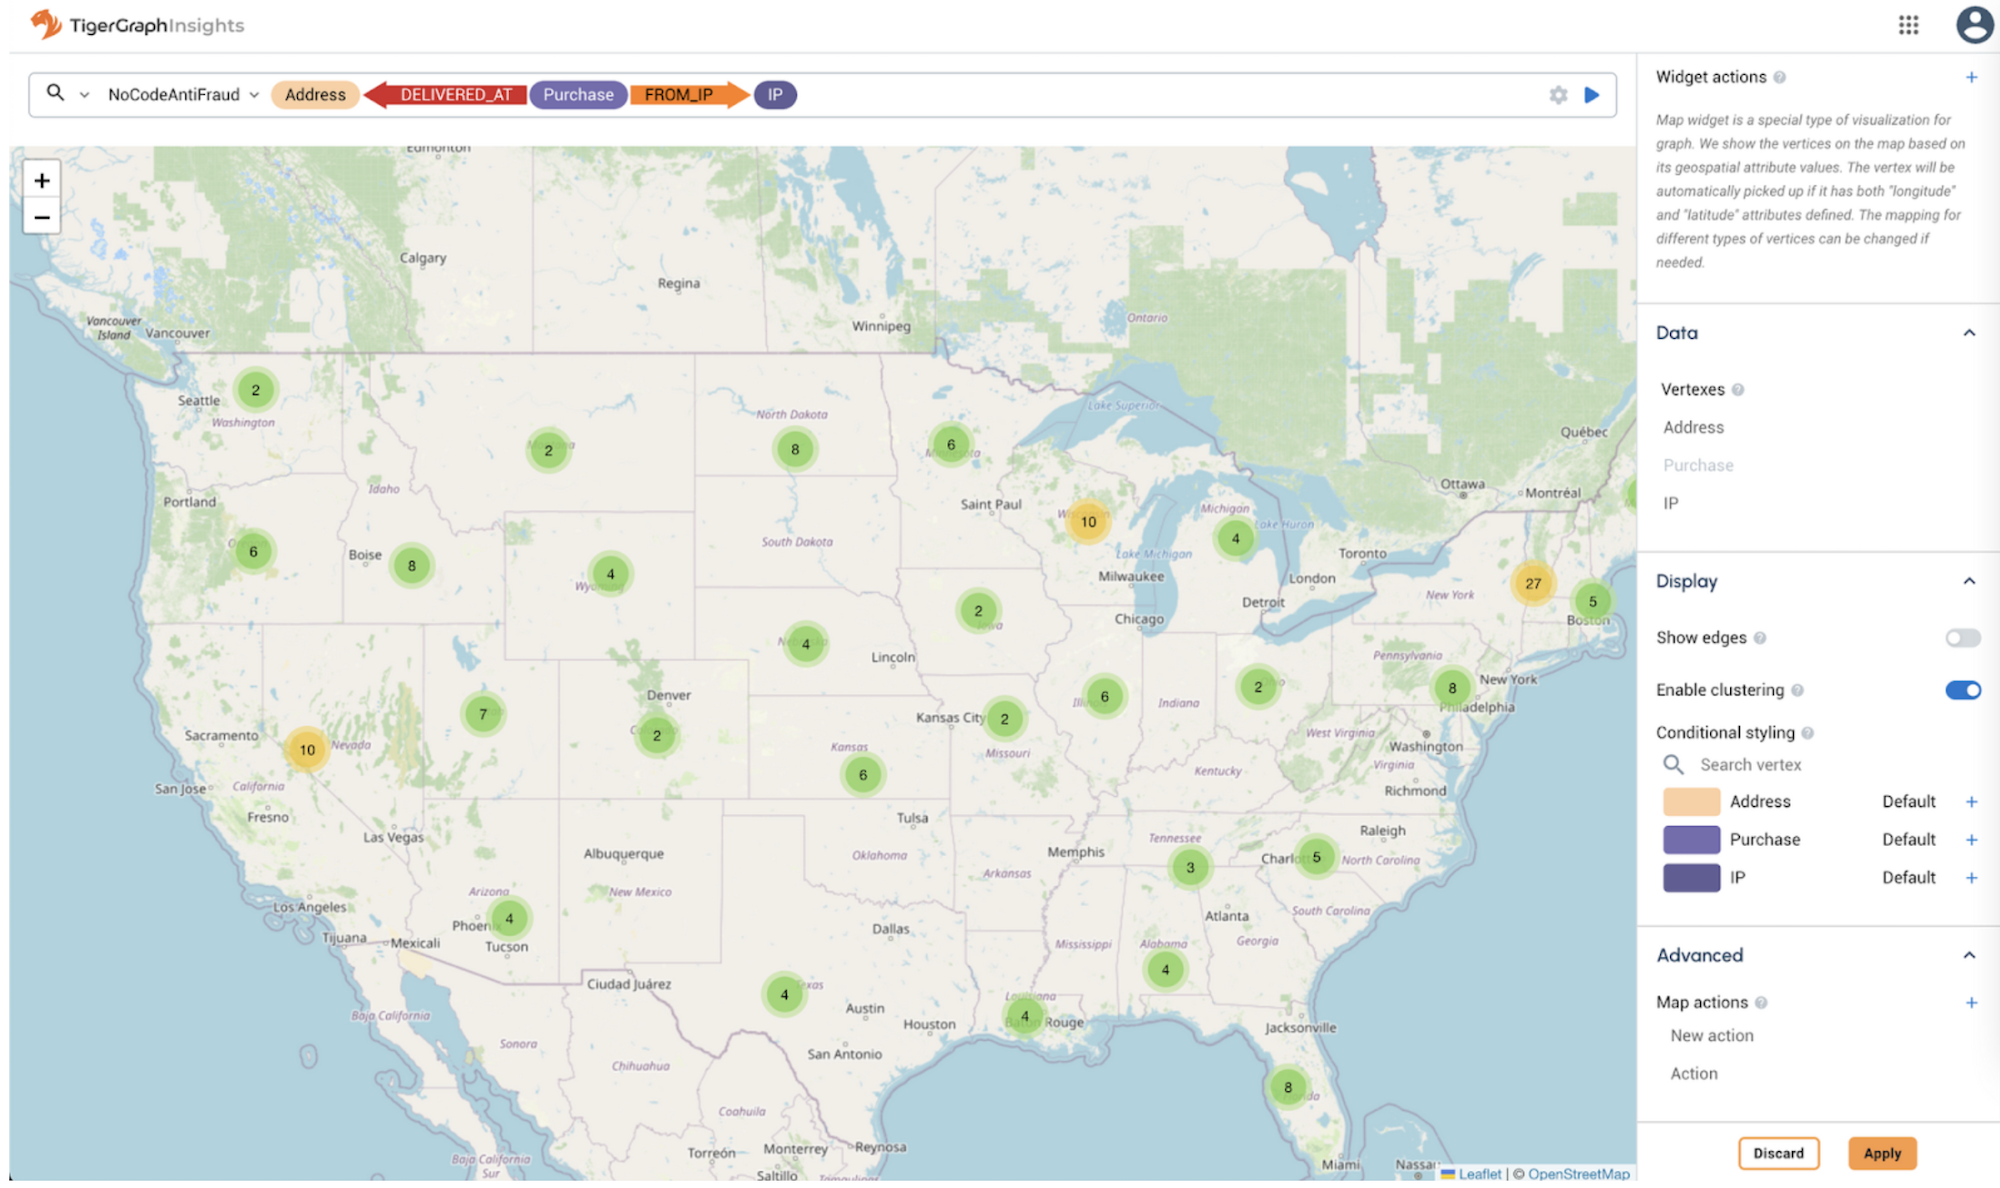 TigerGraphInsights
NoCodeAntiFraud Address DELIVERED_AT Purchase FROM_IP IP
+
−
Edmonton
Calgary
Regina
Winnipeg
Ontario
Vancouver Island
Vancouver
2
Seattle
Washington
2
North Dakota
8
6
Lake Superior
Québec
Idaho
Portland
Saint Paul
10
Michigan
Lake Huron
4
Ottawa
Montréal
6
Boise
8
4
South Dakota
Lake Michigan
Milwaukee
Toronto
London
Detroit
Chicago
New York
27
5
Boston
2
4
Lincoln
Denver
7
2
Kansas City
2
Missouri
6
Indiana
2
Pennsylvania
8
New York
Philadelphia
Sacramento
10
Nevada
San Jose
California
Fresno
Kansas
6
West Virginia
Washington
Virginia
Kentucky
Richmond
Las Vegas
Albuquerque
New Mexico
Tulsa
Oklahoma
Memphis
Arkansas
Tennessee
3
5
Raleigh
North Carolina
Los Angeles
Arizona
4
Tucson
Tijuana
Mexicali
Dallas
Mississippi
Alabama
4
Atlanta
Georgia
South Carolina
Ciudad Juárez
4
Austin
Houston
San Antonio
4
Rouge
Jacksonville
8
Miami
Nassau
Baja California
Sonora
Chihuahua
Coahuila
Baja California Sur
Torreón
Monterrey
Reynosa
Saltillo
Tamaulipas
Leaflet | © OpenStreetMap
Widget actions +
Map widget is a special type of visualization for
graph. We show the vertices on the map based on
its geospatial attribute values. The vertex will be
automatically picked up if it has both "longitude"
and "latitude" attributes defined. The mapping for
different types of vertices can be changed if
needed.
Data
Vertexes
Address
Purchase
IP
Display
Show edges
Enable clustering
Conditional styling
Search vertex
Address Default +
Purchase Default +
IP Default +
Advanced
Map actions +
New action
Action
Discard Apply